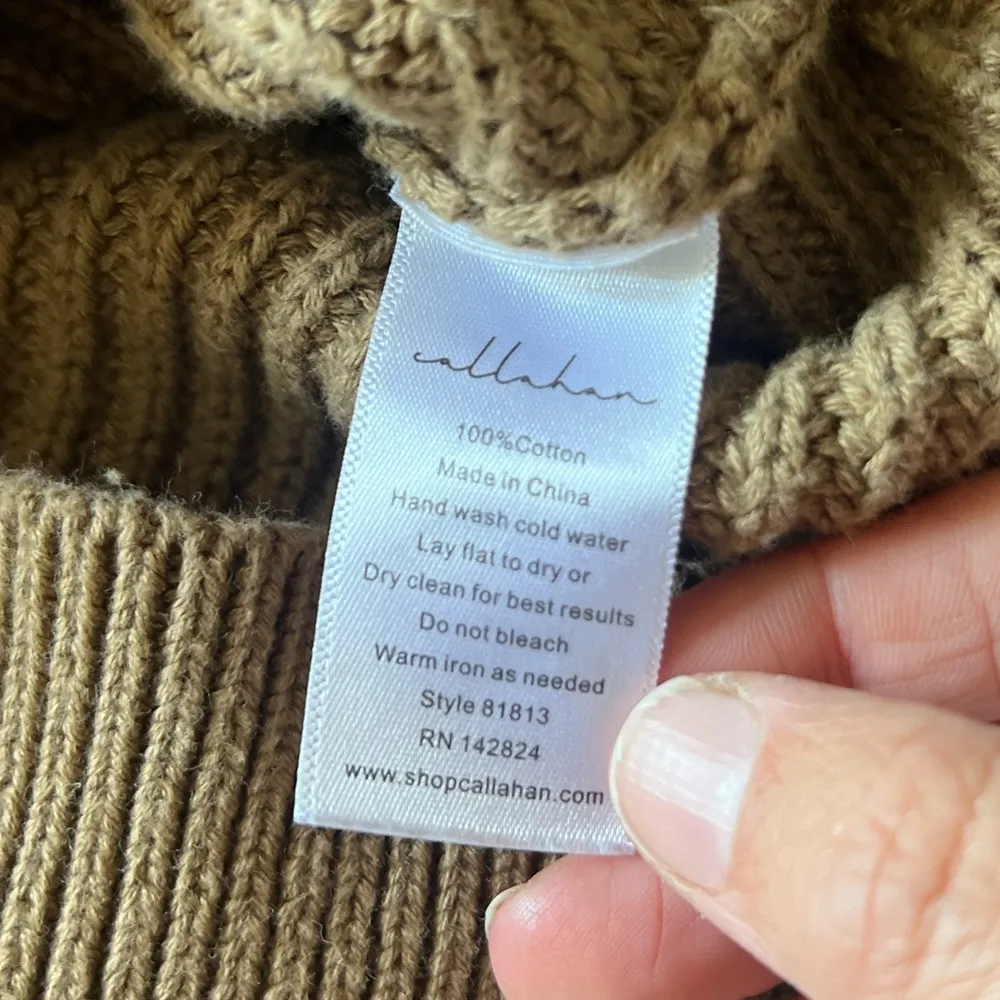 callahan
100%Cotton
Made in China
Hand wash cold water
Lay flat to dry or
Dry clean for best results
Do not bleach
Warm iron as needed
Style 81813
RN 142824
www.shopcallahan.com